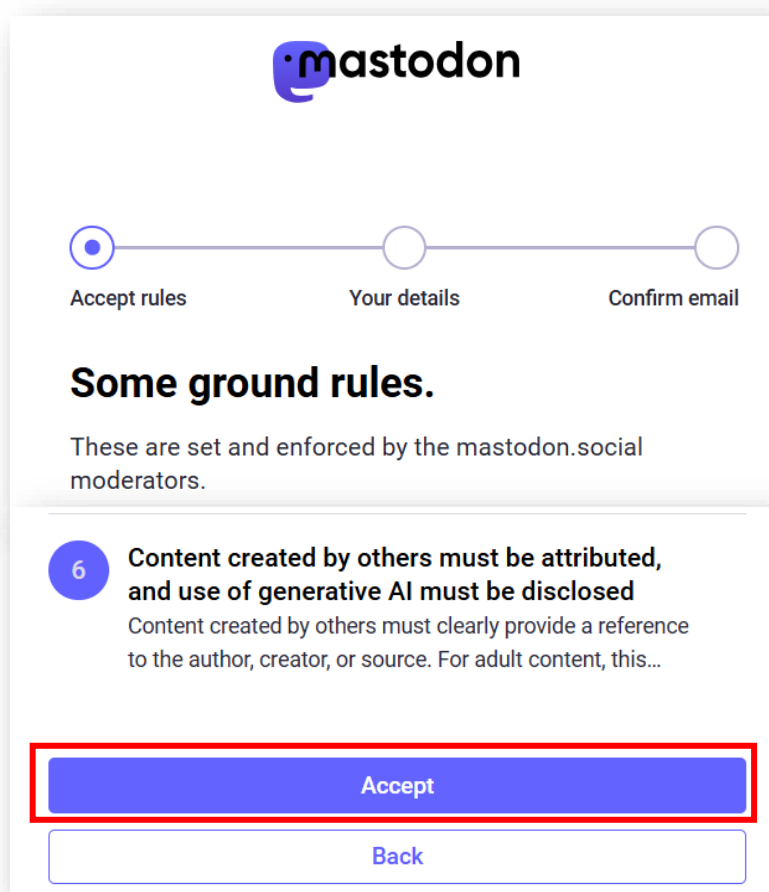 mastodon
Accept rules
Your details
Confirm email
Some ground rules.
These are set and enforced by the mastodon.social
moderators.
6
Content created by others must be attributed,
and use of generative AI must be disclosed
Content created by others must clearly provide a reference
to the author, creator, or source. For adult content, this...
Accept
Back